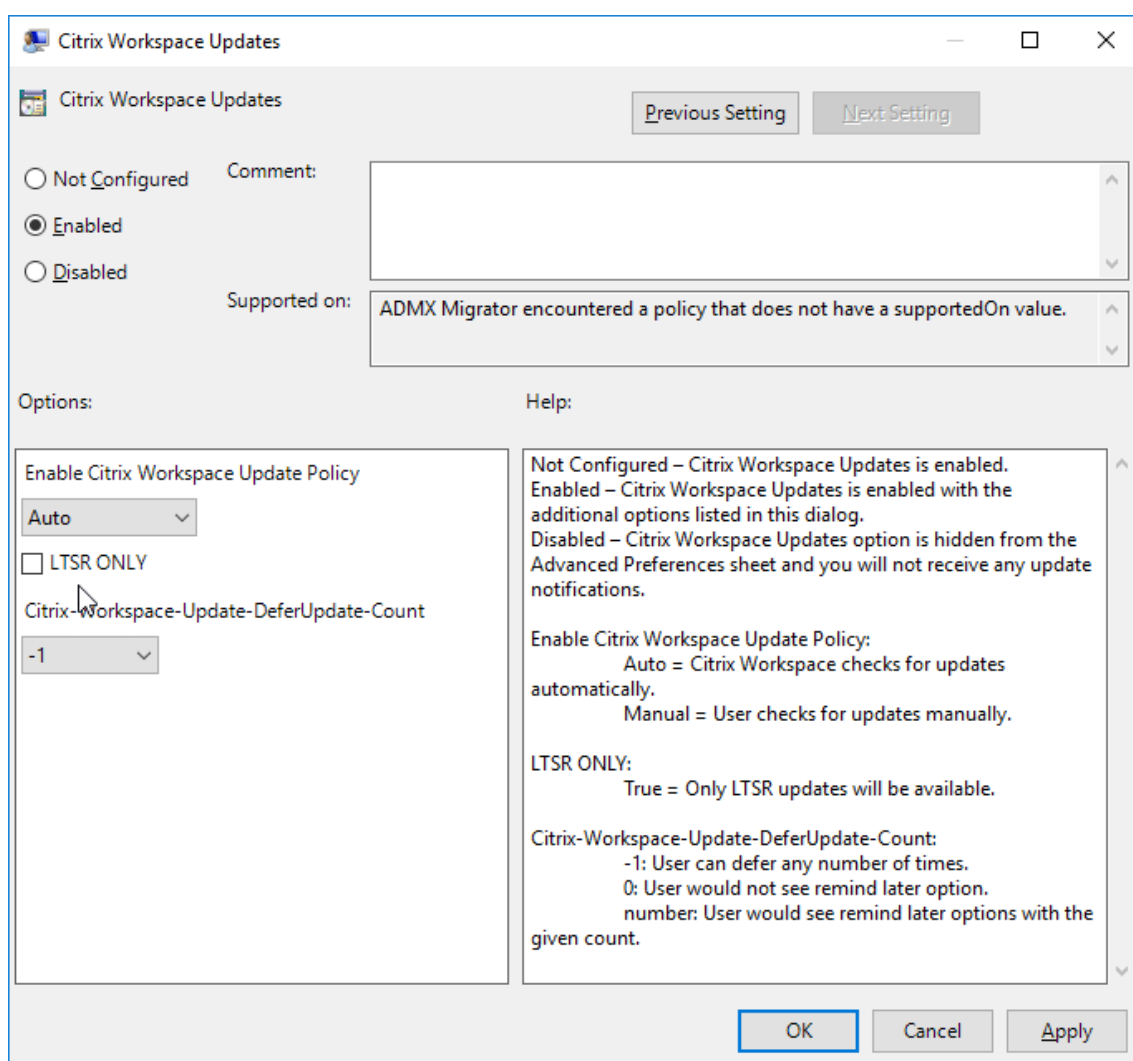 Citrix Workspace Updates
Citrix Workspace Updates
Previous Setting
Next Setting
Not Configured
Comment:
Enabled
Disabled
Supported on:
ADMX Migrator encountered a policy that does not have a supportedOn value.
Options:
Help:
Enable Citrix Workspace Update Policy
Auto
LTSR ONLY
Citrix-Workspace-Update-DeferUpdate-Count
-1
Not Configured – Citrix Workspace Updates is enabled.
Enabled – Citrix Workspace Updates is enabled with the
additional options listed in this dialog.
Disabled – Citrix Workspace Updates option is hidden from the
Advanced Preferences sheet and you will not receive any update
notifications.
Enable Citrix Workspace Update Policy:
Auto = Citrix Workspace checks for updates
automatically.
Manual = User checks for updates manually.
LTSR ONLY:
True = Only LTSR updates will be available.
Citrix-Workspace-Update-DeferUpdate-Count:
-1: User can defer any number of times.
0: User would not see remind later option.
number: User would see remind later options with the
given count.
OK
Cancel
Apply